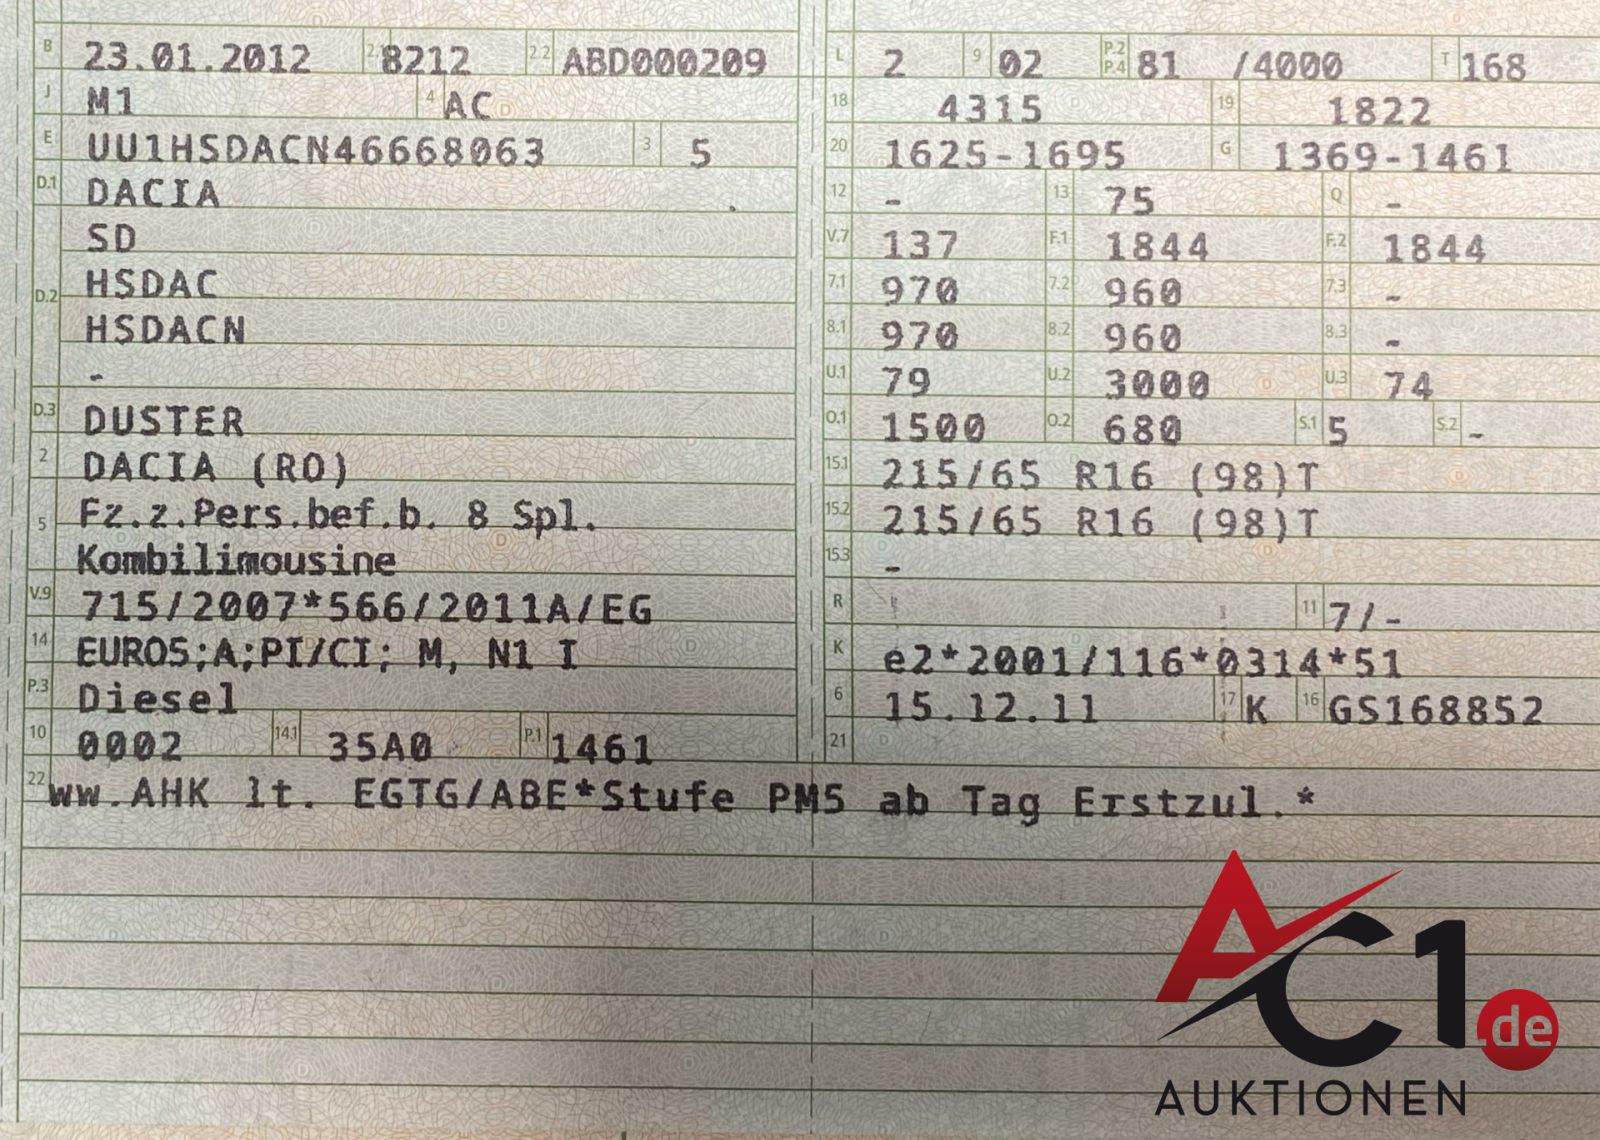 B 23.01.2012 2.1 8212 2.2 ABD000209
J M1 4 AC
E UU1HSDACN46668063 3 5
D.1 DACIA
SD
D.2 HSDAC
HSDACN
-
D.3 DUSTER
2 DACIA (RO)
5 Fz.z.Pers.bef.b. 8 Spl.
Kombilimousine
V.9 715/2007*566/2011A/EG
14 EURO5;A;PI/CI; M, N1 I
P.3 Diesel
10 0002 14.1 35A0 P.1 1461
L 2 9 02 P.2 P.4 81 /4000 T 168
18 4315 19 1822
20 1625-1695 G 1369-1461
12 - 13 75 Q -
V.7 137 F.1 1844 F.2 1844
7.1 970 7.2 960 7.3 -
8.1 970 8.2 960 8.3 -
U.1 79 U.2 3000 U.3 74
O.1 1500 O.2 680 S.1 5 S.2 -
15.1 215/65 R16 (98)T
15.2 215/65 R16 (98)T
15.3 -
R 11 7/-
K e2*2001/116*0314*51
6 15.12.11 17 K 16 GS168852
21
22 ww.AHK lt. EGTG/ABE*Stufe PM5 ab Tag Erstzul.*
AC1.de
AUKTIONEN